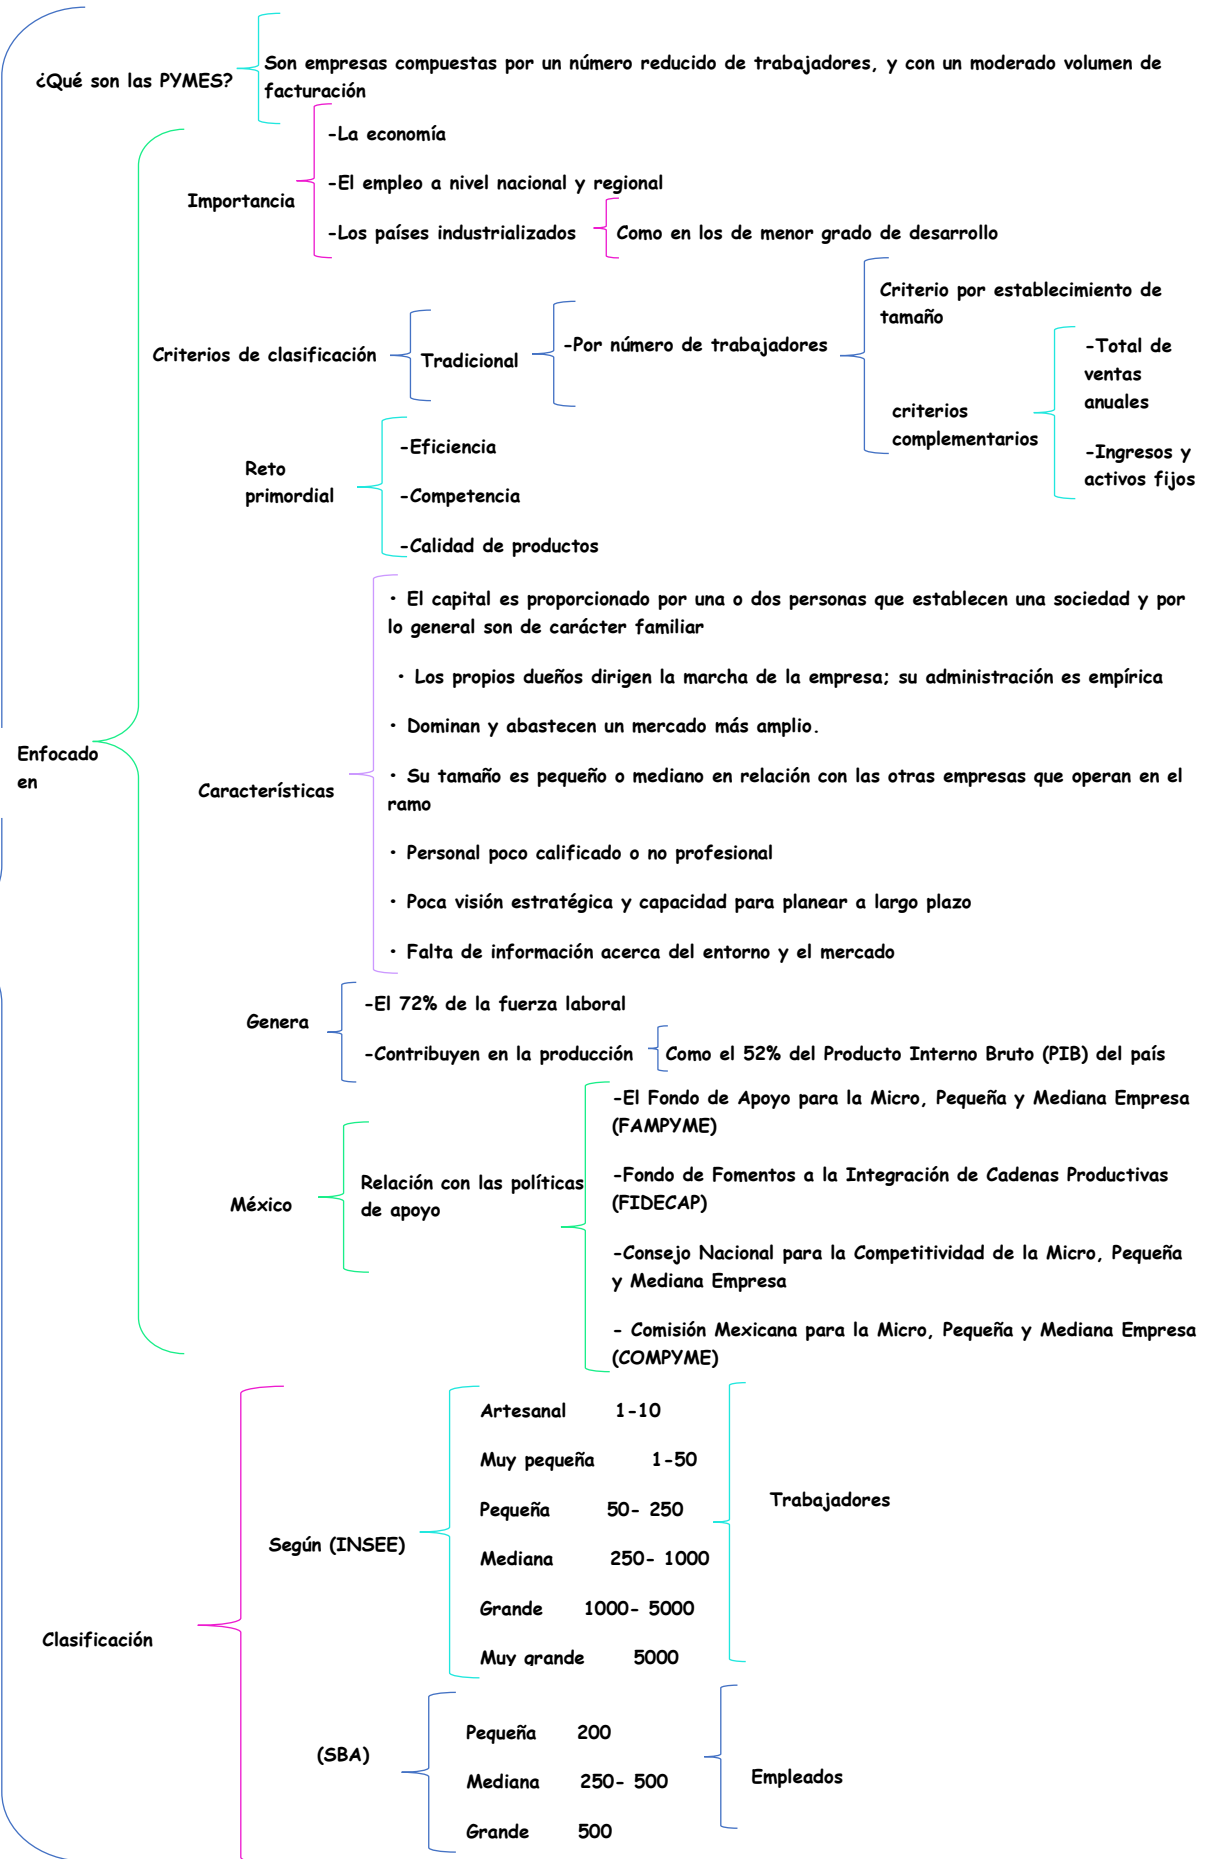 ¿Qué son las PYMES?
Son empresas compuestas por un número reducido de trabajadores, y con un moderado volumen de
facturación
Enfocado
en
Importancia
-La economía
-El empleo a nivel nacional y regional
-Los países industrializados
Como en los de menor grado de desarrollo
Criterios de clasificación
Tradicional
-Por número de trabajadores
Criterio por establecimiento de
tamaño
criterios
complementarios
-Total de
ventas
anuales
-Ingresos y
activos fijos
Reto
primordial
-Eficiencia
-Competencia
-Calidad de productos
Características
· El capital es proporcionado por una o dos personas que establecen una sociedad y por
lo general son de carácter familiar
· Los propios dueños dirigen la marcha de la empresa; su administración es empírica
· Dominan y abastecen un mercado más amplio.
· Su tamaño es pequeño o mediano en relación con las otras empresas que operan en el
ramo
· Personal poco calificado o no profesional
· Poca visión estratégica y capacidad para planear a largo plazo
· Falta de información acerca del entorno y el mercado
Genera
-El 72% de la fuerza laboral
-Contribuyen en la producción
Como el 52% del Producto Interno Bruto (PIB) del país
México
Relación con las políticas
de apoyo
-El Fondo de Apoyo para la Micro, Pequeña y Mediana Empresa
(FAMPYME)
-Fondo de Fomentos a la Integración de Cadenas Productivas
(FIDECAP)
-Consejo Nacional para la Competitividad de la Micro, Pequeña
y Mediana Empresa
- Comisión Mexicana para la Micro, Pequeña y Mediana Empresa
(COMPYME)
Clasificación
Según (INSEE)
Artesanal 1-10
Muy pequeña 1-50
Pequeña 50- 250
Mediana 250- 1000
Grande 1000- 5000
Muy grande 5000
Trabajadores
(SBA)
Pequeña 200
Mediana 250- 500
Grande 500
Empleados